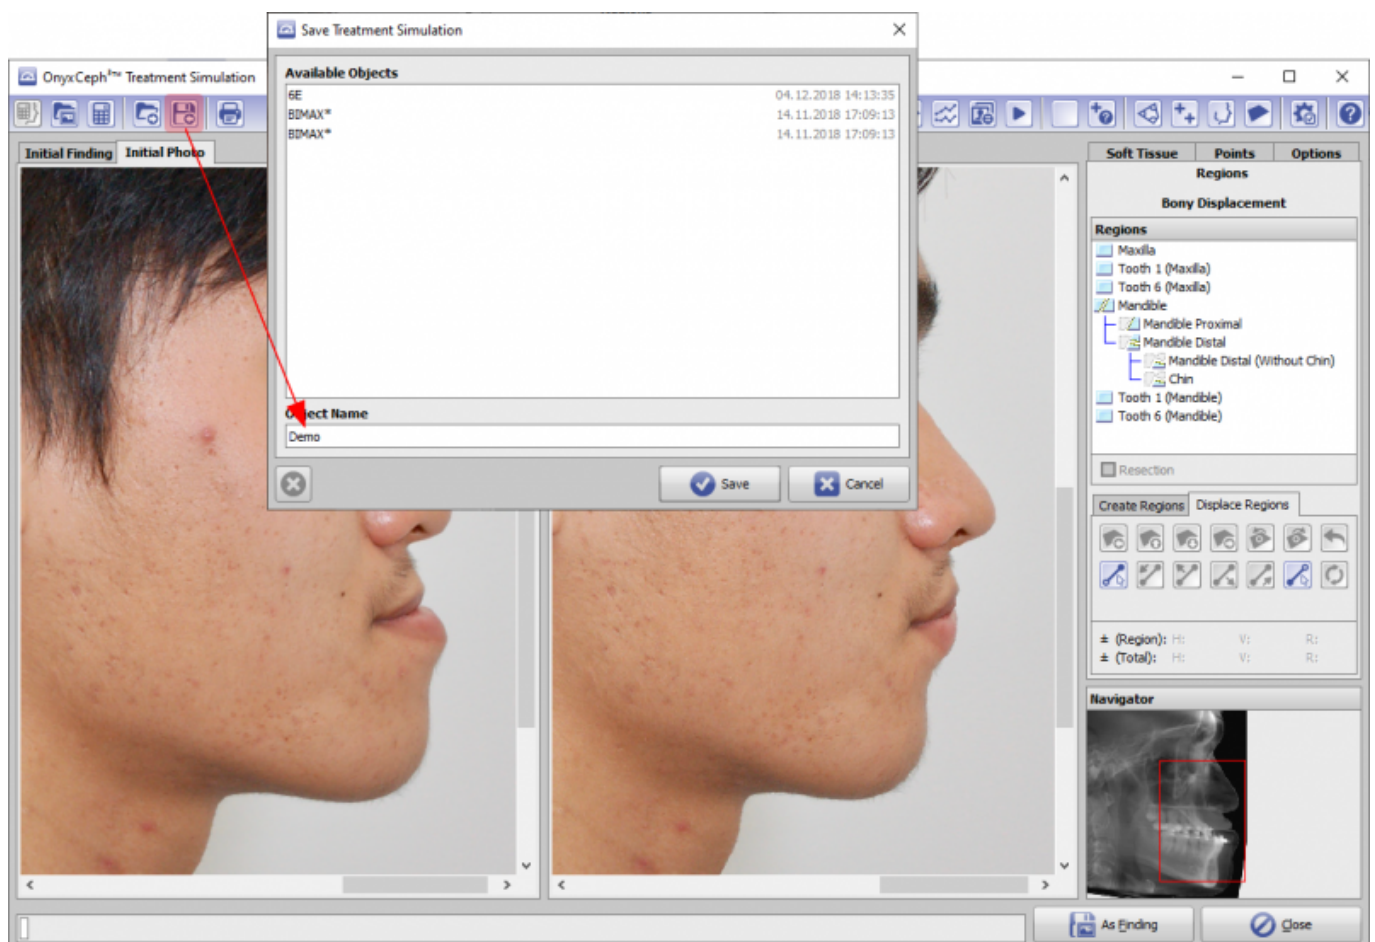 Save Treatment Simulation
Available Objects
6E 04.12.2018 14:13:35
BIMAX* 14.11.2018 17:09:13
BIMAX* 14.11.2018 17:09:13
Object Name
Demo
Save Cancel
OnyxCeph³™ Treatment Simulation
Initial Finding Initial Photo
Soft Tissue Points Options
Regions
Bony Displacement
Regions
Maxilla
Tooth 1 (Maxilla)
Tooth 6 (Maxilla)
Mandible
Mandible Proximal
Mandible Distal
Mandible Distal (Without Chin)
Chin
Tooth 1 (Mandible)
Tooth 6 (Mandible)
Resection
Create Regions Displace Regions
± (Region): H: V: R:
± (Total): H: V: R:
Navigator
As Finding Close